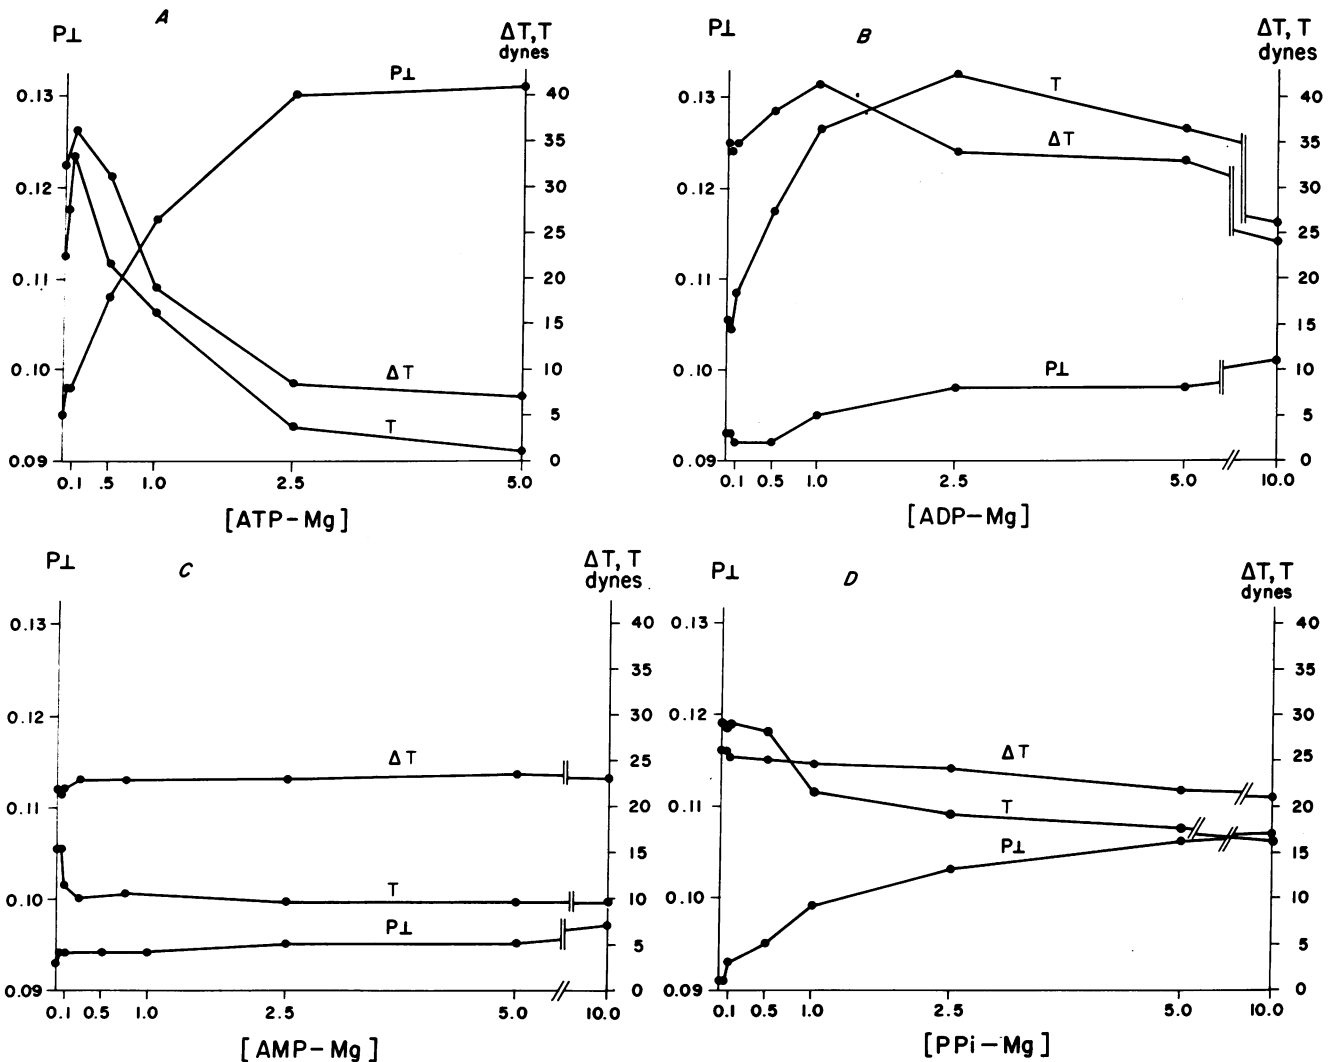 A
P⊥
ΔT, T
dynes
P⊥
0.13
0.12
0.11
0.10
0.09
40
35
30
25
20
15
10
5
0
ΔT
T
0.1 .5 1.0 2.5 5.0
[ATP-Mg]
B
P⊥
ΔT, T
dynes
T
ΔT
P⊥
0.13
0.12
0.11
0.10
0.09
40
35
30
25
20
15
10
5
0
0.1 0.5 1.0 2.5 5.0 10.0
[ADP-Mg]
C
P⊥
ΔT, T
dynes
0.13
0.12
0.11
0.10
0.09
40
35
30
25
20
15
10
5
0
ΔT
T
P⊥
0.1 0.5 1.0 2.5 5.0 10.0
[AMP-Mg]
D
P⊥
ΔT, T
dynes
0.13
0.12
0.11
0.10
0.09
40
35
30
25
20
15
10
5
0
ΔT
T
P⊥
0.1 0.5 1.0 2.5 5.0 10.0
[PPi-Mg]